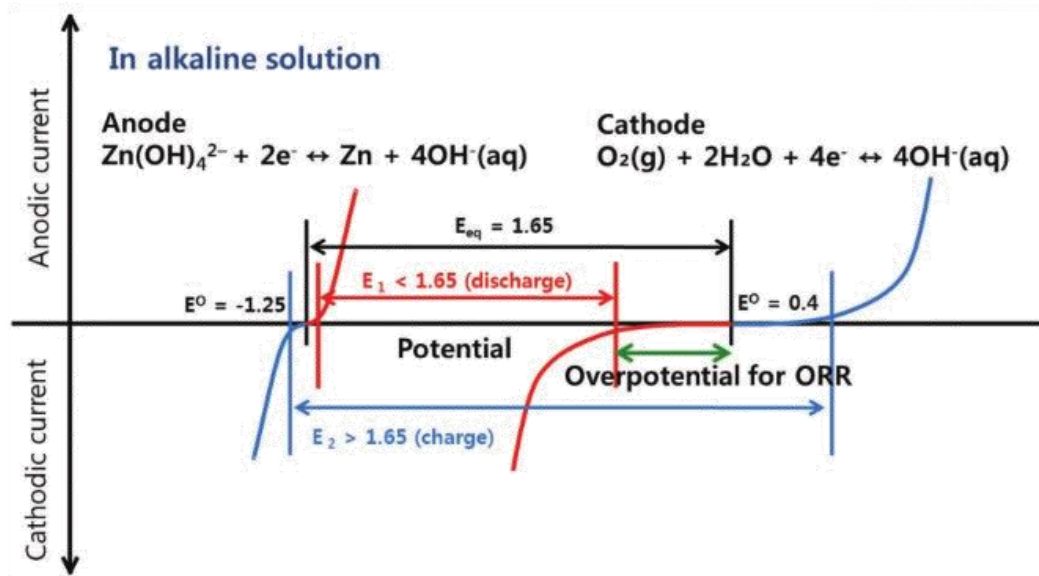 In alkaline solution
Anode
Zn(OH)₄²⁻ + 2e⁻ ↔ Zn + 4OH⁻(aq)
Cathode
O₂(g) + 2H₂O + 4e⁻ ↔ 4OH⁻(aq)
Anodic current
E_eq = 1.65
E₁ < 1.65 (discharge)
E⁰ = -1.25
E⁰ = 0.4
Potential
Overpotential for ORR
E₂ > 1.65 (charge)
Cathodic current